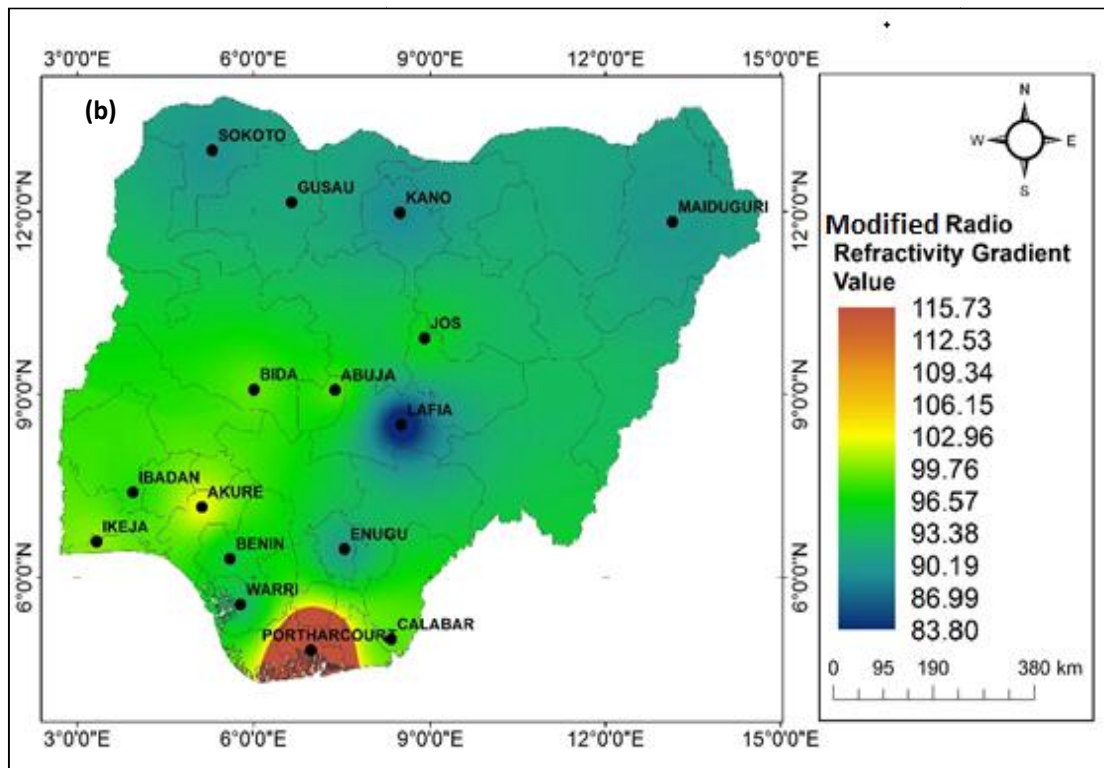 3°0'0"E 6°0'0"E 9°0'0"E 12°0'0"E 15°0'0"E
(b)
SOKOTO
GUSAU
KANO
MAIDUGURI
JOS
BIDA
ABUJA
LAFIA
IBADAN
AKURE
IKEJA
BENIN
ENUGU
WARRI
CALABAR
PORTHARCOURT
12°0'0"N
9°0'0"N
6°0'0"N
12°0'0"N
9°0'0"N
6°0'0"N
3°0'0"E 6°0'0"E 9°0'0"E 12°0'0"E 15°0'0"E
N
W E
S
Modified Radio
Refractivity Gradient
Value
115.73
112.53
109.34
106.15
102.96
99.76
96.57
93.38
90.19
86.99
83.80
0 95 190 380 km